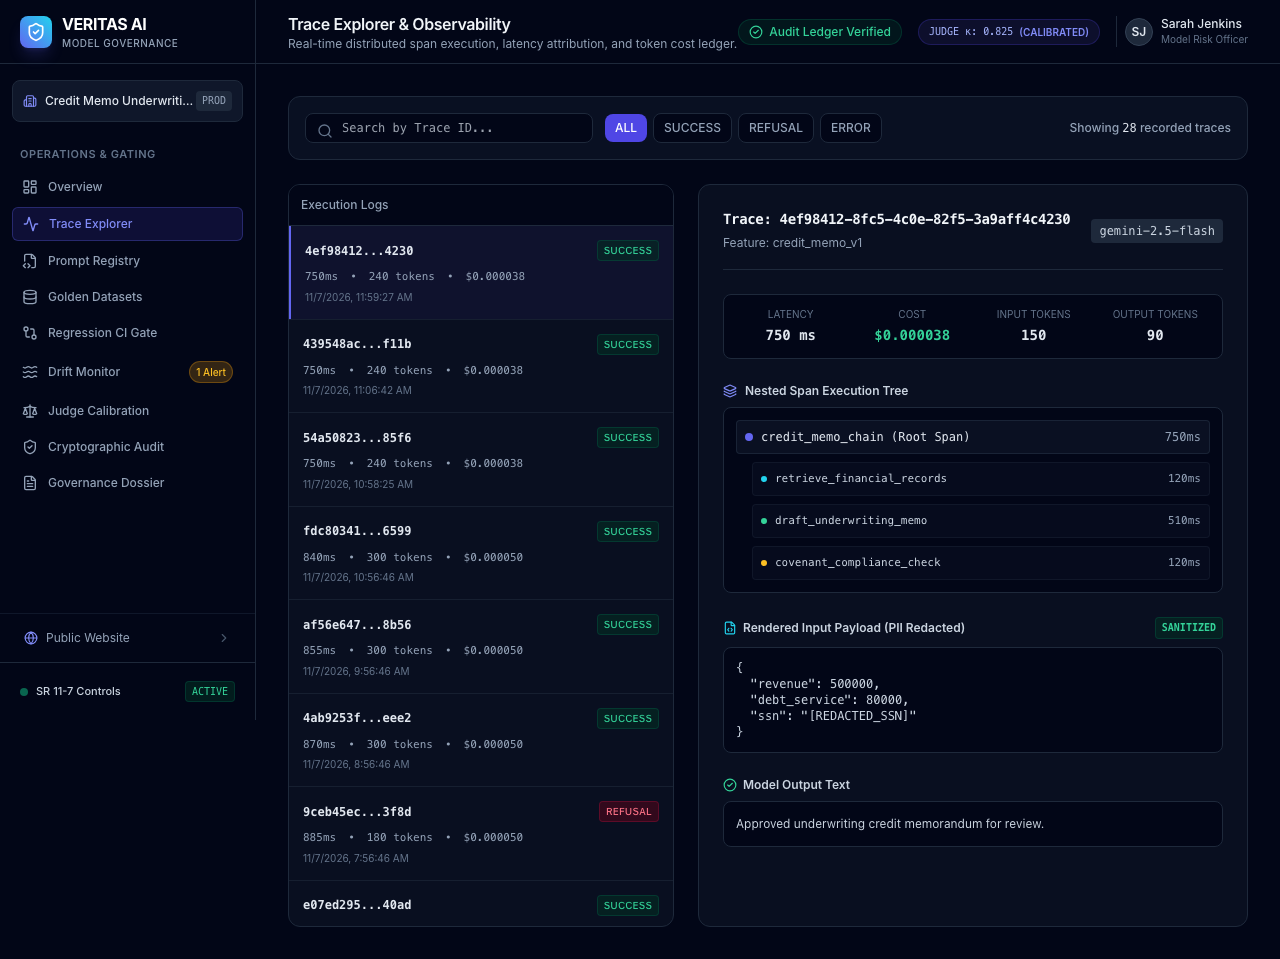 VERITAS AI
MODEL GOVERNANCE
Credit Memo Underwriti... PROD
OPERATIONS & GATING
Overview
Trace Explorer
Prompt Registry
Golden Datasets
Regression CI Gate
Drift Monitor 1 Alert
Judge Calibration
Cryptographic Audit
Governance Dossier
Public Website
SR 11-7 Controls ACTIVE
Trace Explorer & Observability
Real-time distributed span execution, latency attribution, and token cost ledger.
Audit Ledger Verified
JUDGE κ: 0.825 (CALIBRATED)
SJ
Sarah Jenkins
Model Risk Officer
Search by Trace ID...
ALL SUCCESS REFUSAL ERROR
Showing 28 recorded traces
Execution Logs
4ef98412...4230 SUCCESS
750ms • 240 tokens • $0.000038
11/7/2026, 11:59:27 AM
439548ac...f11b SUCCESS
750ms • 240 tokens • $0.000038
11/7/2026, 11:06:42 AM
54a50823...85f6 SUCCESS
750ms • 240 tokens • $0.000038
11/7/2026, 10:58:25 AM
fdc80341...6599 SUCCESS
840ms • 300 tokens • $0.000050
11/7/2026, 10:56:46 AM
af56e647...8b56 SUCCESS
855ms • 300 tokens • $0.000050
11/7/2026, 9:56:46 AM
4ab9253f...eee2 SUCCESS
870ms • 300 tokens • $0.000050
11/7/2026, 8:56:46 AM
9ceb45ec...3f8d REFUSAL
885ms • 180 tokens • $0.000050
11/7/2026, 7:56:46 AM
e07ed295...40ad SUCCESS
Trace: 4ef98412-8fc5-4c0e-82f5-3a9aff4c4230
Feature: credit_memo_v1
gemini-2.5-flash
LATENCY COST INPUT TOKENS OUTPUT TOKENS
750 ms $0.000038 150 90
Nested Span Execution Tree
credit_memo_chain (Root Span) 750ms
retrieve_financial_records 120ms
draft_underwriting_memo 510ms
covenant_compliance_check 120ms
Rendered Input Payload (PII Redacted) SANITIZED
{
"revenue": 500000,
"debt_service": 80000,
"ssn": "[REDACTED_SSN]"
}
Model Output Text
Approved underwriting credit memorandum for review.